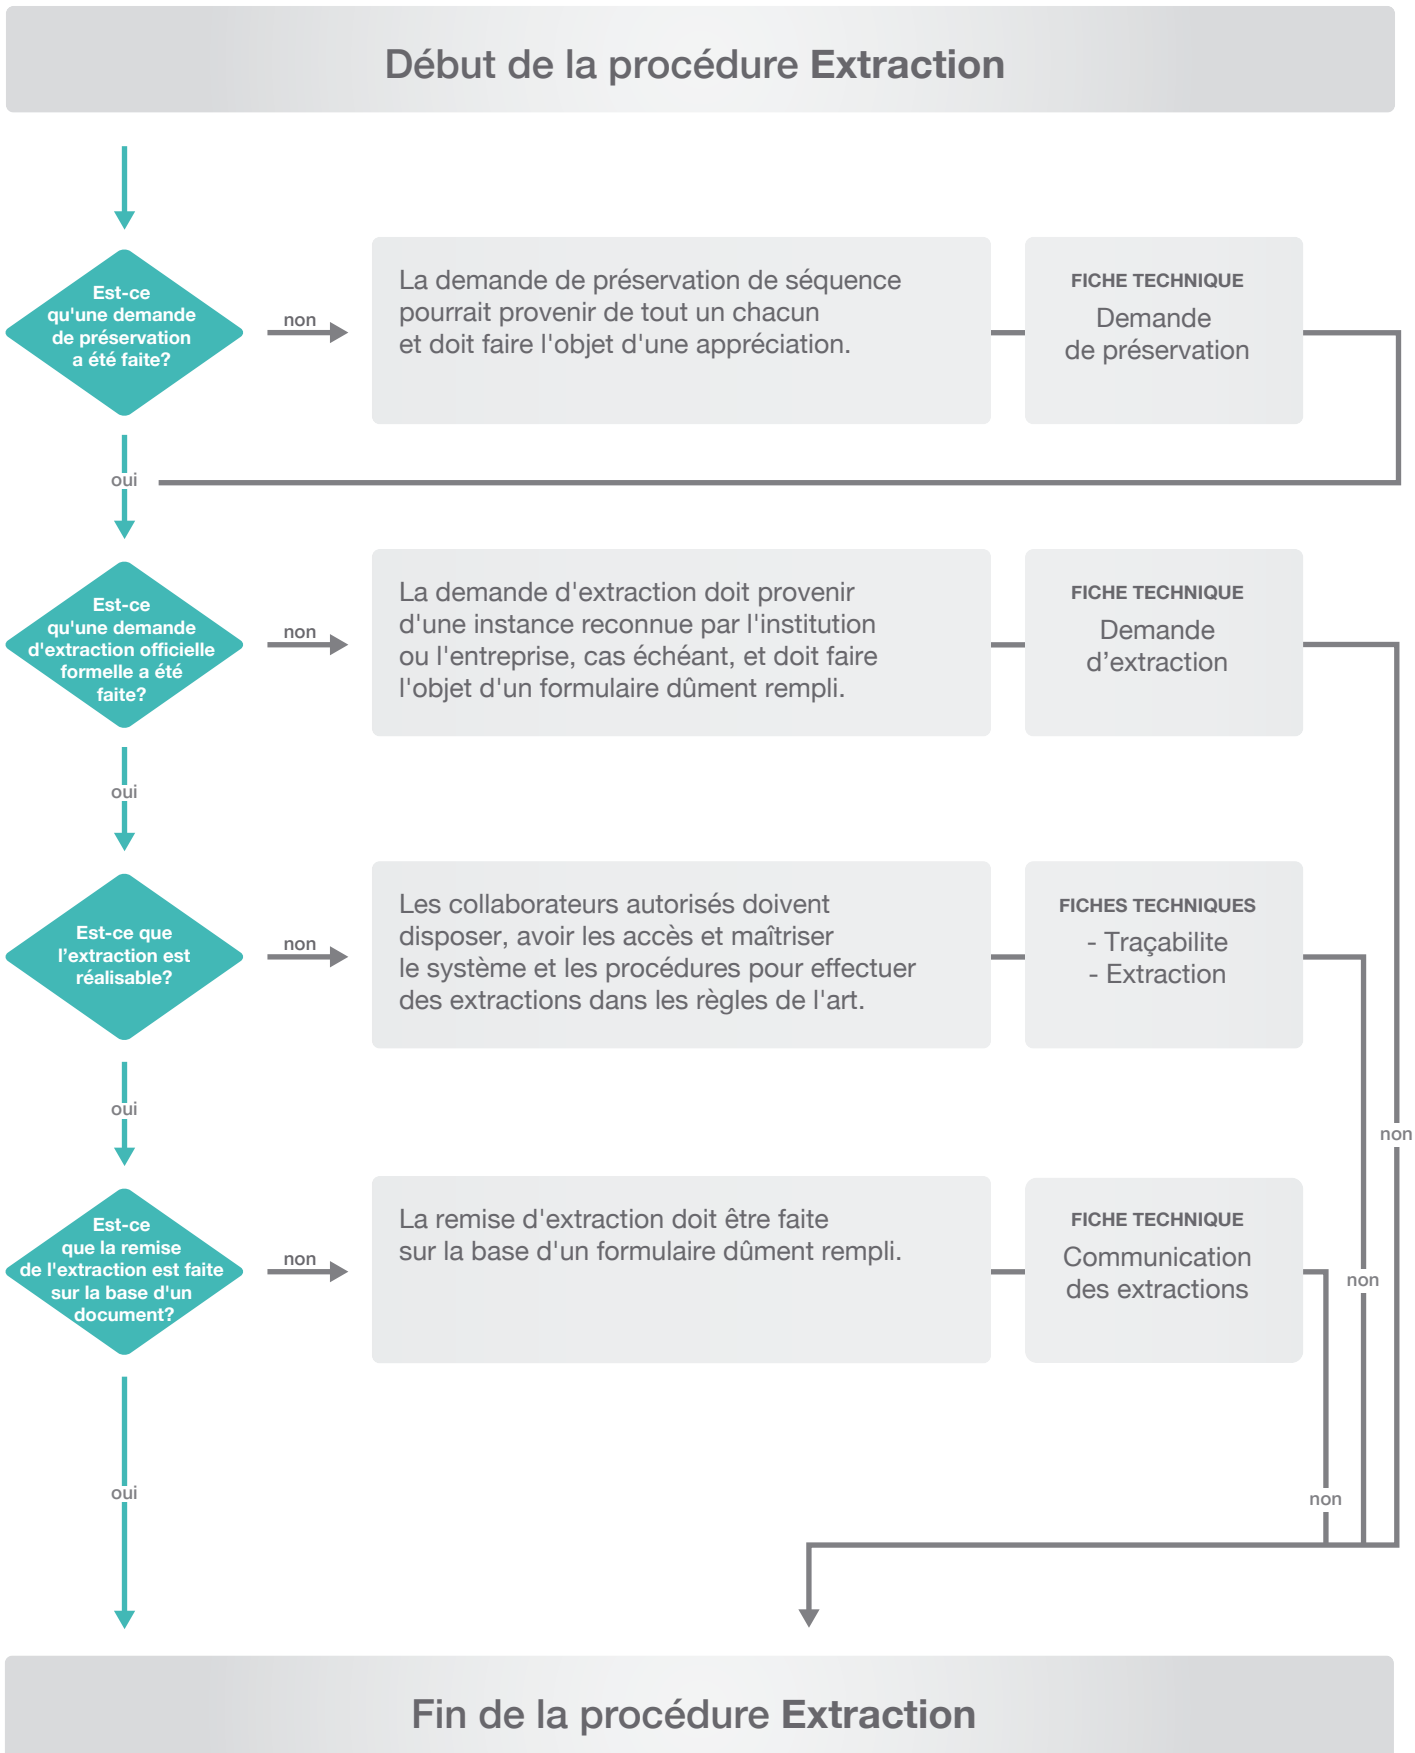 Début de la procédure Extraction
Est-ce
qu'une demande
de préservation
a été faite?
non
La demande de préservation de séquence
pourrait provenir de tout un chacun
et doit faire l'objet d'une appréciation.
FICHE TECHNIQUE
Demande
de préservation
oui
Est-ce
qu'une demande
d'extraction officielle
formelle a été
faite?
non
La demande d'extraction doit provenir
d'une instance reconnue par l'institution
ou l'entreprise, cas échéant, et doit faire
l'objet d'un formulaire dûment rempli.
FICHE TECHNIQUE
Demande
d’extraction
oui
Est-ce que
l’extraction est
réalisable?
non
Les collaborateurs autorisés doivent
disposer, avoir les accès et maîtriser
le système et les procédures pour effectuer
des extractions dans les règles de l'art.
FICHES TECHNIQUES
- Traçabilite
- Extraction
oui
non
Est-ce
que la remise
de l'extraction est faite
sur la base d'un
document?
non
La remise d'extraction doit être faite
sur la base d'un formulaire dûment rempli.
FICHE TECHNIQUE
Communication
des extractions
non
oui
non
Fin de la procédure Extraction